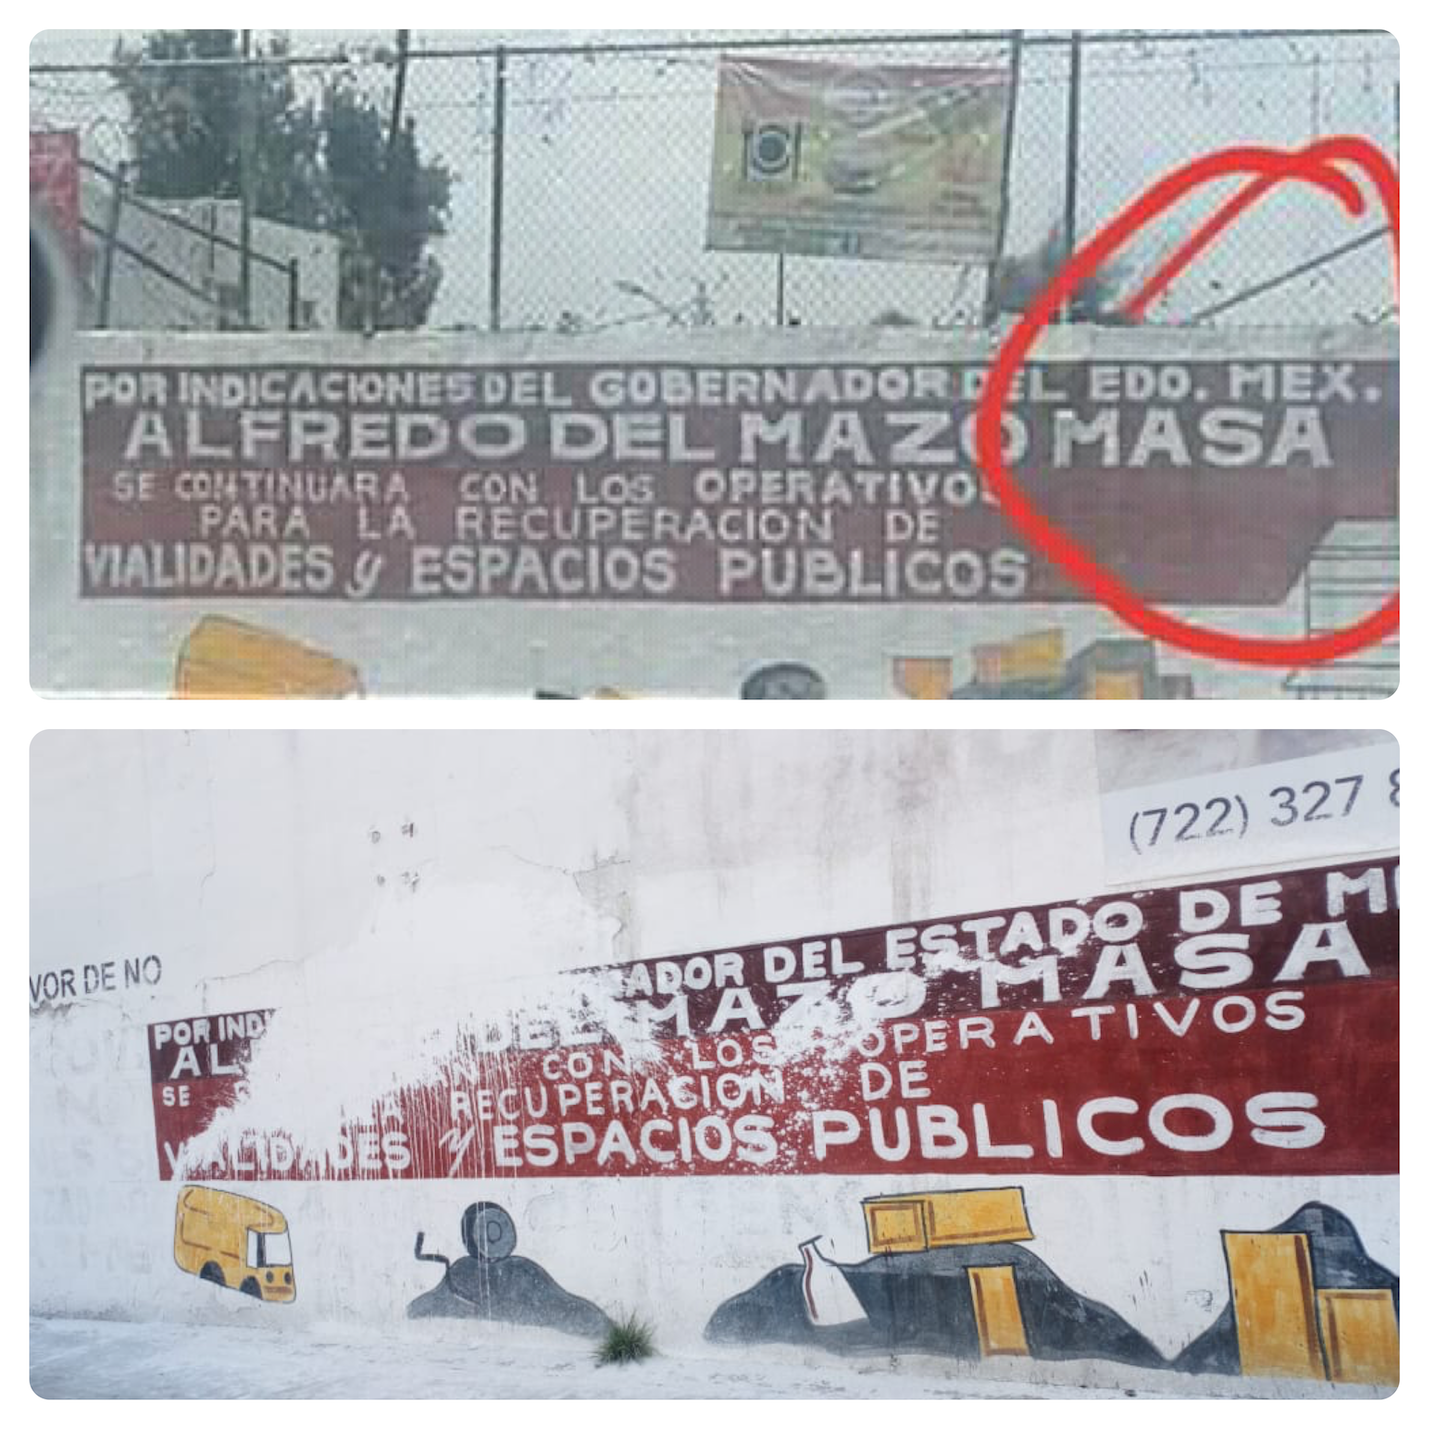 POR INDICACIONES DEL GOBERNADOR DEL EDO. MEX.
ALFREDO DEL MAZO MASA
SE CONTINUARA CON LOS OPERATIVOS
PARA LA RECUPERACION DE
VIALIDADES y ESPACIOS PUBLICOS
(722) 327
VOR DE NO
POR IND ADOR DEL ESTADO DE M
AL DEL MAZO MASA
SE CON LOS OPERATIVOS
RECUPERACION DE
VIALIDADES y ESPACIOS PUBLICOS